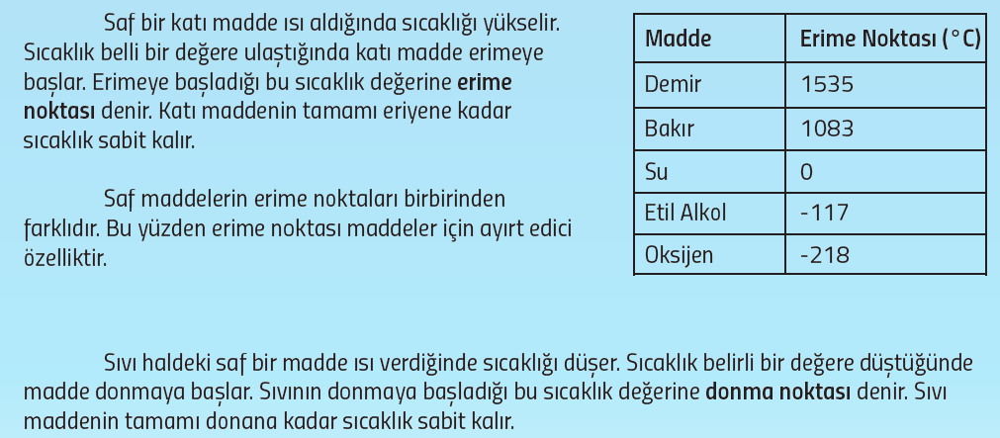 Saf bir katı madde ısı aldığında sıcaklığı yükselir.
Sıcaklık belli bir değere ulaştığında katı madde erimeye
başlar. Erimeye başladığı bu sıcaklık değerine erime
noktası denir. Katı maddenin tamamı eriyene kadar
sıcaklık sabit kalır.
Saf maddelerin erime noktaları birbirinden
farklıdır. Bu yüzden erime noktası maddeler için ayırt edici
özelliktir.
Madde Erime Noktası (°C)
Demir 1535
Bakır 1083
Su 0
Etil Alkol -117
Oksijen -218
Sıvı haldeki saf bir madde ısı verdiğinde sıcaklığı düşer. Sıcaklık belirli bir değere düştüğünde
madde donmaya başlar. Sıvının donmaya başladığı bu sıcaklık değerine donma noktası denir. Sıvı
maddenin tamamı donana kadar sıcaklık sabit kalır.